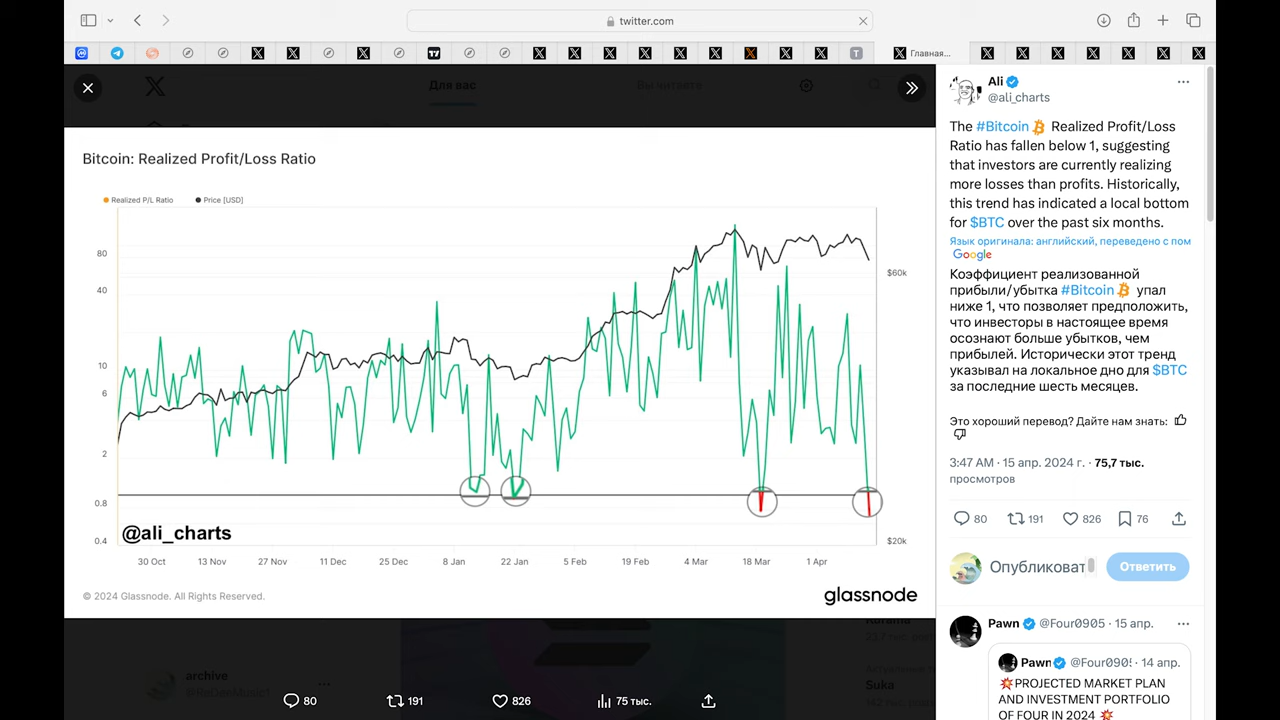 twitter.com
Главная...
Для вас
Вы читаете
Bitcoin: Realized Profit/Loss Ratio
Realized P/L Ratio
Price [USD]
80
40
10
6
2
0.8
0.4
$60k
$20k
@ali_charts
30 Oct
13 Nov
27 Nov
11 Dec
25 Dec
8 Jan
22 Jan
5 Feb
19 Feb
4 Mar
18 Mar
1 Apr
© 2024 Glassnode. All Rights Reserved.
glassnode
archive
Suka
80
191
826
75 тыс.
Ali
@ali_charts
The #Bitcoin Realized Profit/Loss
Ratio has fallen below 1, suggesting
that investors are currently realizing
more losses than profits. Historically,
this trend has indicated a local bottom
for $BTC over the past six months.
Язык оригинала: английский, переведено с пом
Google
Коэффициент реализованной
прибыли/убытка #Bitcoin упал
ниже 1, что позволяет предположить,
что инвесторы в настоящее время
осознают больше убытков, чем
прибылей. Исторически этот тренд
указывал на локальное дно для $BTC
за последние шесть месяцев.
Это хороший перевод? Дайте нам знать:
3:47 AM · 15 апр. 2024 г. · 75,7 тыс.
просмотров
80
191
826
76
Опубликоват
Ответить
Pawn @Four0905 · 15 апр.
Pawn @Four090! · 14 апр.
PROJECTED MARKET PLAN
AND INVESTMENT PORTFOLIO
OF FOUR IN 2024